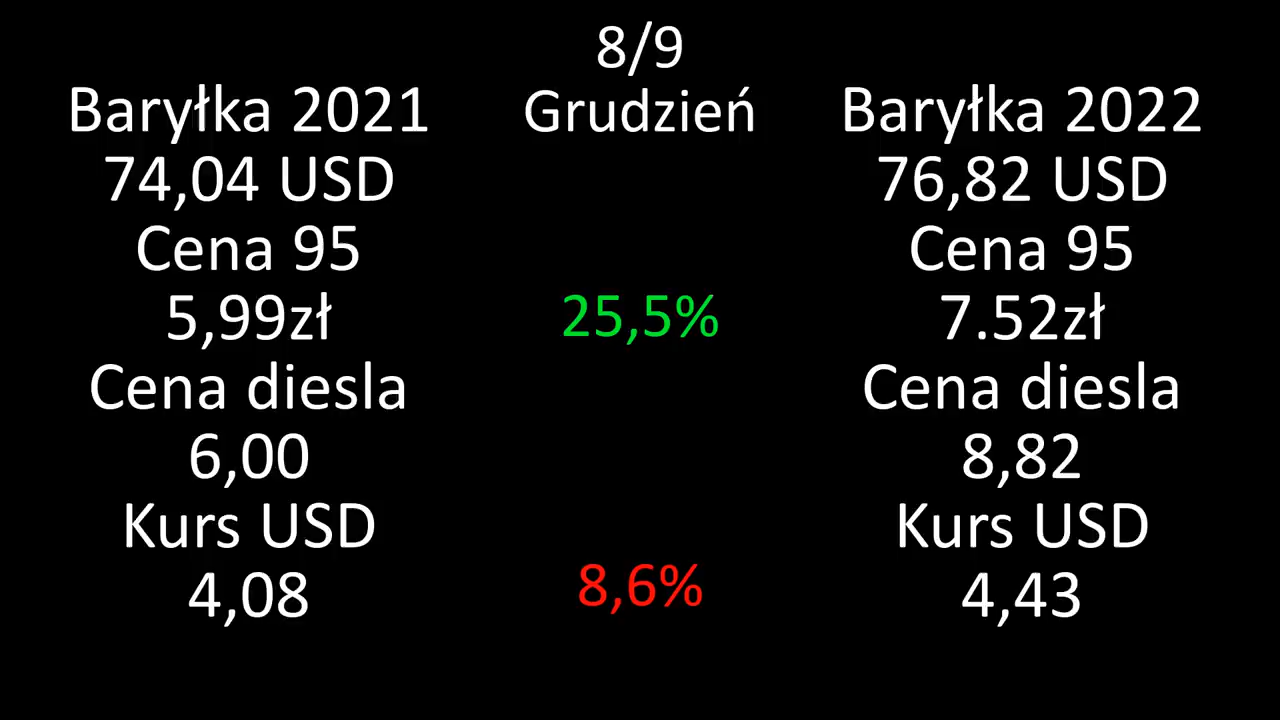 8/9
Grudzień
Baryłka 2021
74,04 USD
Cena 95
5,99zł
Cena diesla
6,00
Kurs USD
4,08
25,5%
8,6%
Baryłka 2022
76,82 USD
Cena 95
7.52zł
Cena diesla
8,82
Kurs USD
4,43